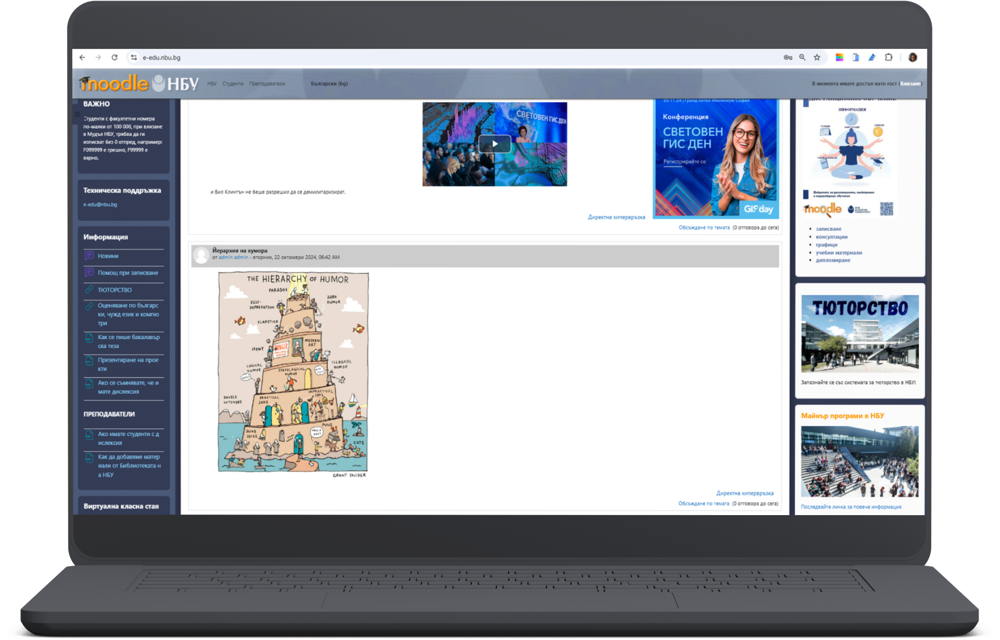 e-edu.nbu.bg
moodle НБУ
НБУ Студенти Преподаватели
Български (bg)
В момента имате достъп като гост (Влизане)
ВАЖНО
Студенти с факултетни номера
по-малки от 100 000, при влизане
в Мудъл НБУ, трябва да ги
изписват без 0 отпред, например:
F099999 е грешно, F99999 е
вярно.
Техническа поддръжка
e-edu@nbu.bg
Информация
Новини
Помощ при записване
ТЮТОРСТВО
Оценяване по българс
ки, чужд език и компю
три
Как се пише бакалавър
ска теза
Презентиране на прое
кти
Ако се съмнявате, че и
мате дислексия
ПРЕПОДАВАТЕЛИ
Ако имате студенти с д
ислексия
Как да добавяме матер
иали от Библиотеката н
а НБУ
Виртуална класна стая
СВЕТОВЕН ГИС ДЕН
и Бил Клинтън не беше разрешил да се демилитаризират.
20.11.24 | Гранд хотел Милениум София
Конференция
СВЕТОВЕН
ГИС ДЕН
Регистрирайте се
GISday
Директна хипервръзка
Обсъждане по темата (0 отговора до сега)
Йерархия на хумора
от admin admin - вторник, 22 октомври 2024, 06:42 AM
THE HIERARCHY OF HUMOR
PARADOX
SELF-
DEPRECATION
DARK
HUMOR
SLAPSTICK
MODERN
ART
IRONY
DANGER
FALLING
ROCKS
LOGICAL
HUMOR
SCATOLOGICAL
HUMOR
ILLOGICAL
HUMOR
DOUBLE
ENTENDRE
PRACTICAL
JOKE
IMPRACTICAL
JOKE
DUMB
JOKES
PUNS
CATS
GRANT SNIDER
Директна хипервръзка
Обсъждане по темата (0 отговора до сега)
ДИСТАНЦИОННО ОБУЧЕНИЕ
ИНФОРМАЦИЯ
Факултет за дистанционно, електронно
и надграждащо обучение
moodle
записване
консултации
графици
учебни материали
дипломиране
ТЮТОРСТВО
Запознайте се със системата за тюторство в НБУ!
Майнър програми в НБУ
Последвайте линка за повече информация